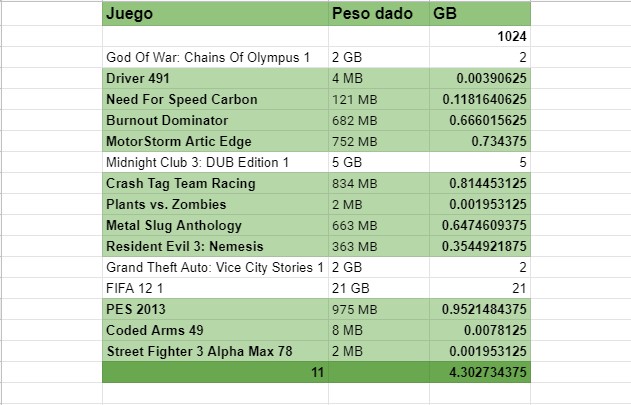 Juego Peso dado GB
1024
God Of War: Chains Of Olympus 1 2 GB 2
Driver 491 4 MB 0.00390625
Need For Speed Carbon 121 MB 0.1181640625
Burnout Dominator 682 MB 0.666015625
MotorStorm Artic Edge 752 MB 0.734375
Midnight Club 3: DUB Edition 1 5 GB 5
Crash Tag Team Racing 834 MB 0.814453125
Plants vs. Zombies 2 MB 0.001953125
Metal Slug Anthology 663 MB 0.6474609375
Resident Evil 3: Nemesis 363 MB 0.3544921875
Grand Theft Auto: Vice City Stories 1 2 GB 2
FIFA 12 1 21 GB 21
PES 2013 975 MB 0.9521484375
Coded Arms 49 8 MB 0.0078125
Street Fighter 3 Alpha Max 78 2 MB 0.001953125
11 4.302734375